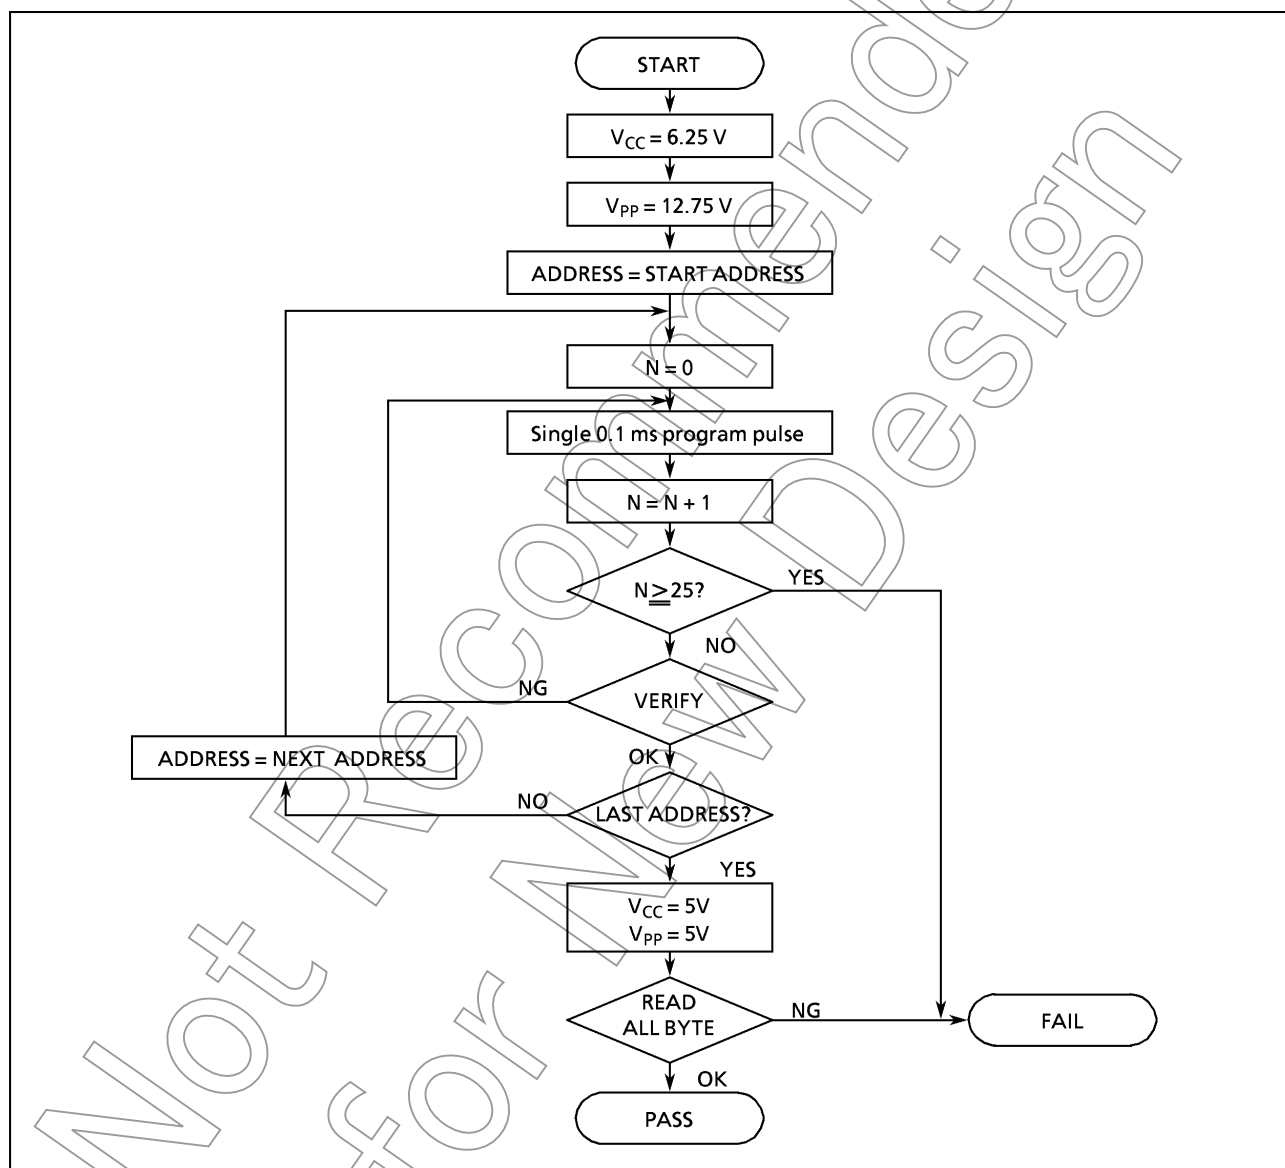 START
V_CC = 6.25 V
V_PP = 12.75 V
ADDRESS = START ADDRESS
N = 0
Single 0.1 ms program pulse
N = N + 1
N ≧ 25?
YES
NO
NG
VERIFY
OK
ADDRESS = NEXT ADDRESS
NO
LAST ADDRESS?
YES
V_CC = 5V
V_PP = 5V
READ
ALL BYTE
NG
FAIL
OK
PASS
Not Recommende
for New Design